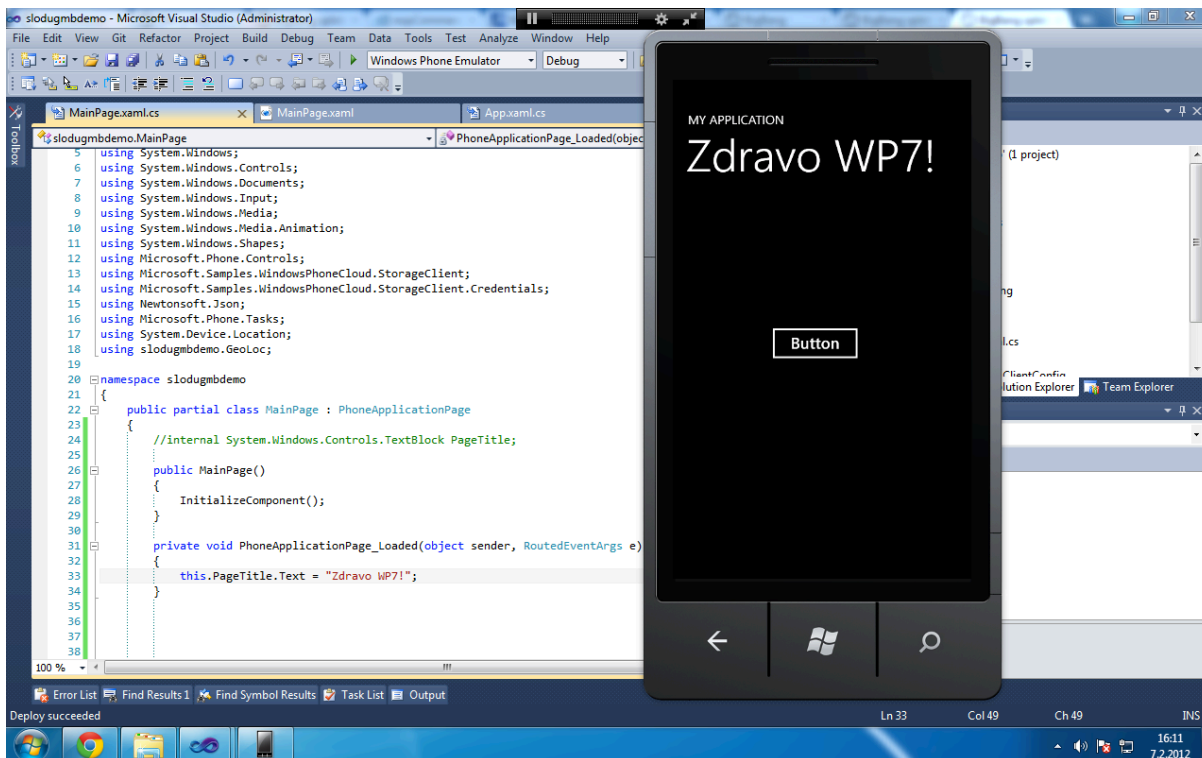 slodugmbdemo - Microsoft Visual Studio (Administrator)
File Edit View Git Refactor Project Build Debug Team Data Tools Test Analyze Window Help
Windows Phone Emulator Debug
MainPage.xaml.cs MainPage.xaml App.xaml.cs
Toolbox
slodugmbdemo.MainPage PhoneApplicationPage_Loaded(objec
5 using System.Windows;
6 using System.Windows.Controls;
7 using System.Windows.Documents;
8 using System.Windows.Input;
9 using System.Windows.Media;
10 using System.Windows.Media.Animation;
11 using System.Windows.Shapes;
12 using Microsoft.Phone.Controls;
13 using Microsoft.Samples.WindowsPhoneCloud.StorageClient;
14 using Microsoft.Samples.WindowsPhoneCloud.StorageClient.Credentials;
15 using Newtonsoft.Json;
16 using Microsoft.Phone.Tasks;
17 using System.Device.Location;
18 using slodugmbdemo.GeoLoc;
19
20 namespace slodugmbdemo
21 {
22 public partial class MainPage : PhoneApplicationPage
23 {
24 //internal System.Windows.Controls.TextBlock PageTitle;
25
26 public MainPage()
27 {
28 InitializeComponent();
29 }
30
31 private void PhoneApplicationPage_Loaded(object sender, RoutedEventArgs e)
32 {
33 this.PageTitle.Text = "Zdravo WP7!";
34 }
35
36
37
38
100 %
MY APPLICATION
Zdravo WP7!
Button
' (1 project)
ng
l.cs
ClientConfig
lution Explorer Team Explorer
Error List Find Results 1 Find Symbol Results Task List Output
Deploy succeeded Ln 33 Col 49 Ch 49 INS
16:11
7.2.2012